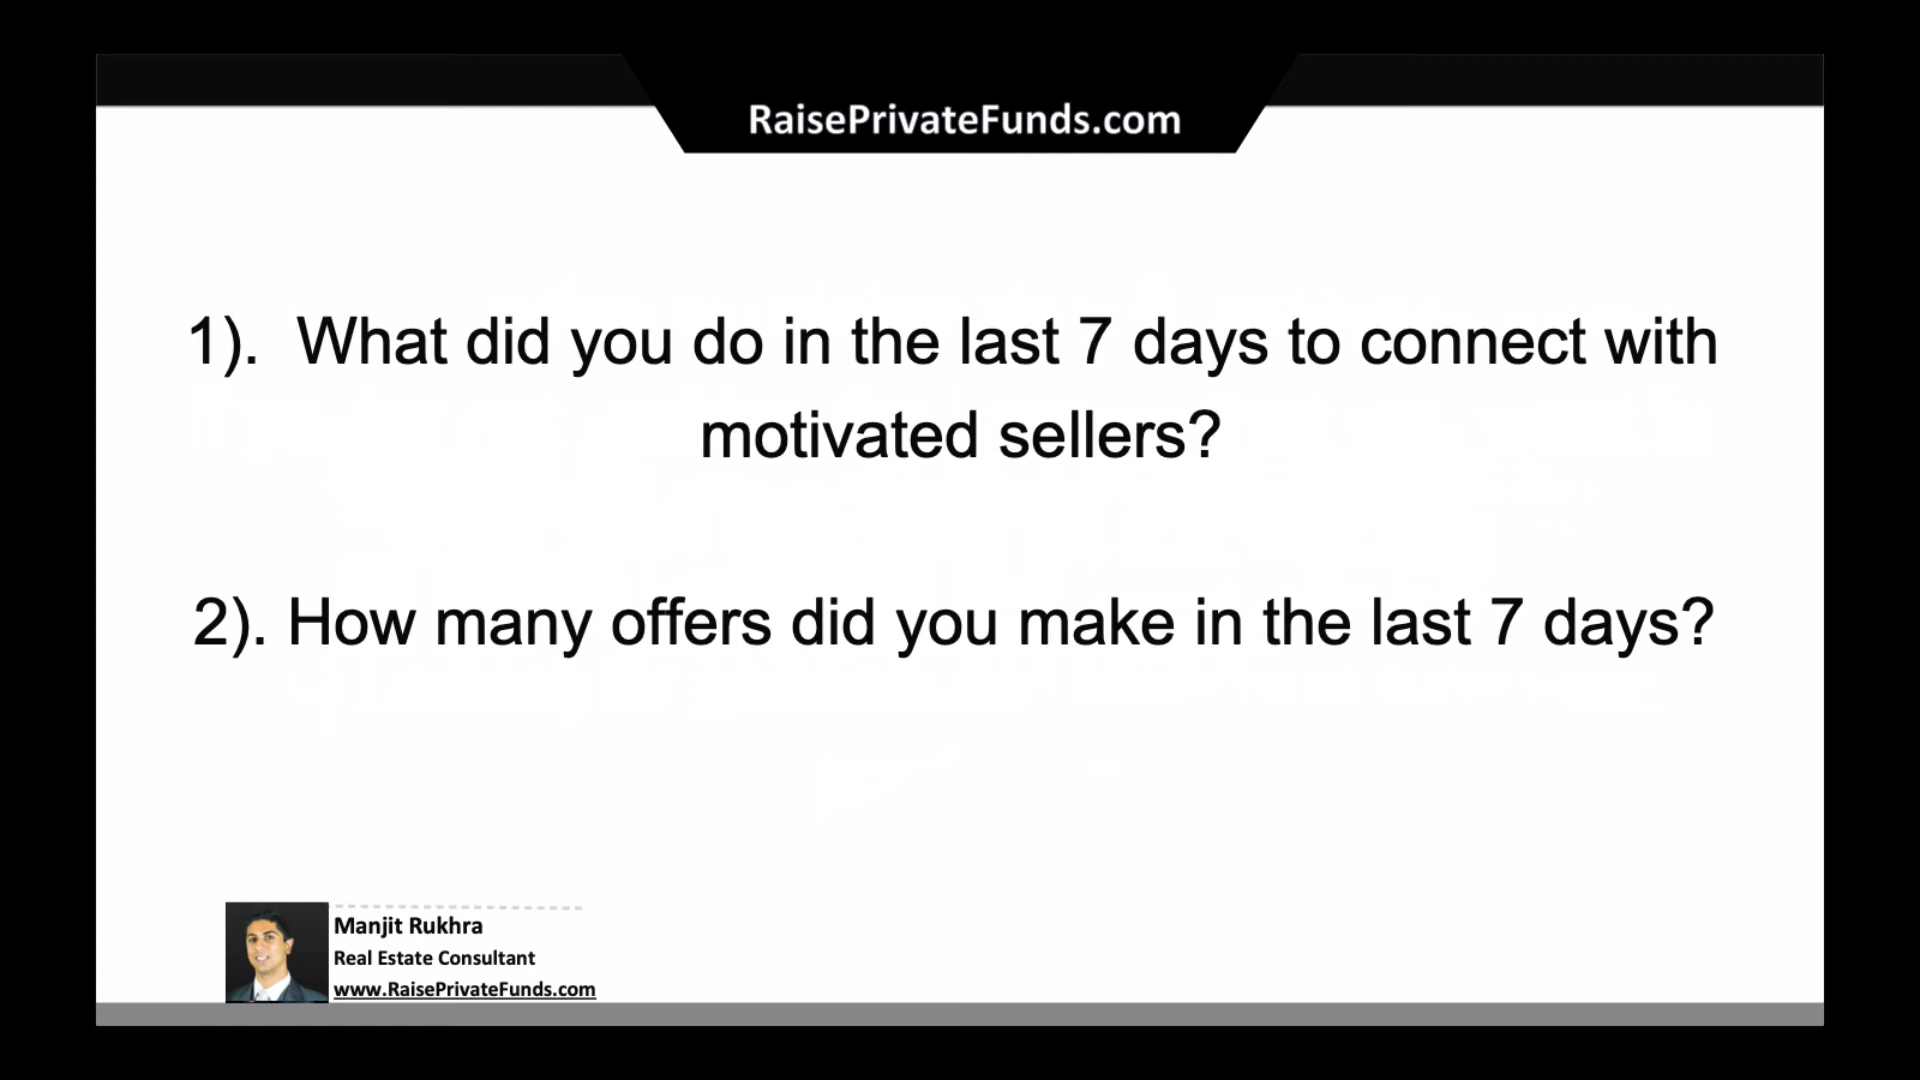 RaisePrivateFunds.com
1).  What did you do in the last 7 days to connect with
motivated sellers?
2). How many offers did you make in the last 7 days?
Manjit Rukhra
Real Estate Consultant
www.RaisePrivateFunds.com